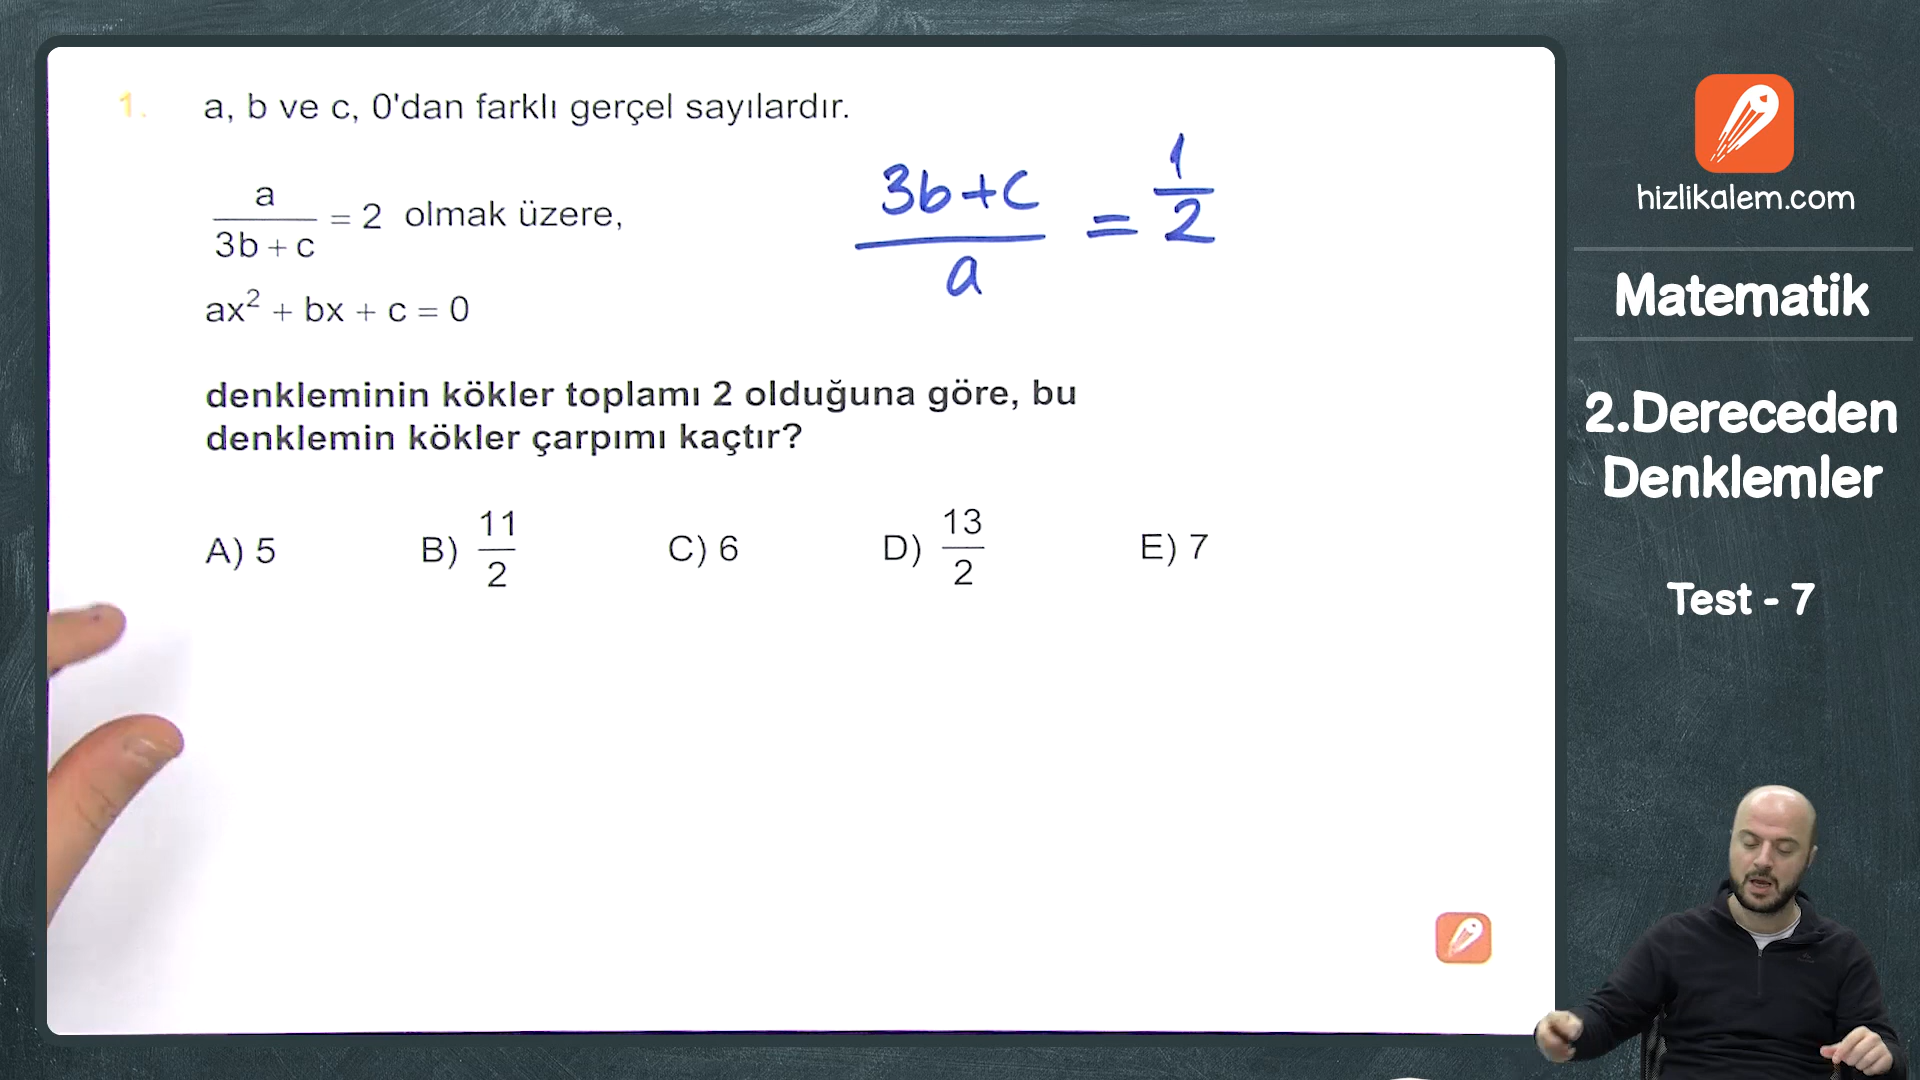 1. a, b ve c, 0'dan farklı gerçel sayılardır.
a
3b + c
= 2 olmak üzere,
ax² + bx + c = 0
denkleminin kökler toplamı 2 olduğuna göre, bu
denklemin kökler çarpımı kaçtır?
A) 5 B) 11/2 C) 6 D) 13/2 E) 7
3b+c
a
= 1/2
hizlikalem.com
Matematik
2.Dereceden
Denklemler
Test - 7